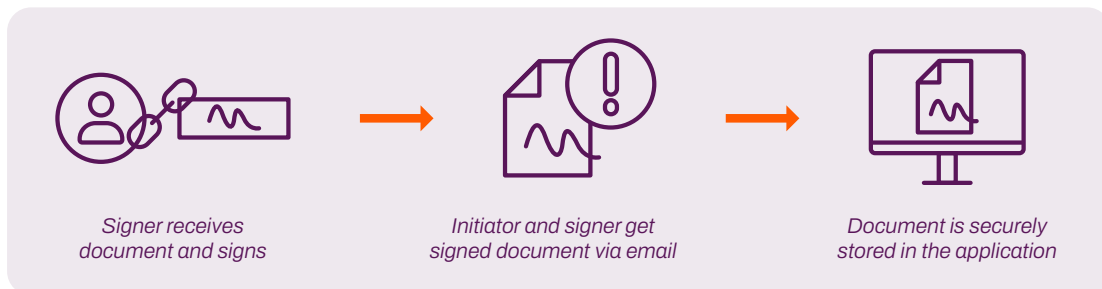 Signer receives
document and signs
Initiator and signer get
signed document via email
Document is securely
stored in the application